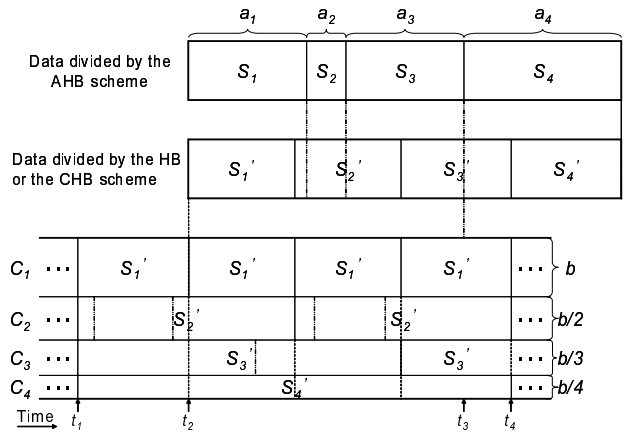 a1 a2 a3 a4
Data divided by the AHB scheme
S1 S2 S3 S4
Data divided by the HB or the CHB scheme
S1' S2' S3' S4'
C1 ... S1' S1' S1' S1' ... b
C2 ... S2' S2' ... b/2
C3 ... S3' S3' ... b/3
C4 ... S4' ... b/4
Time t1 t2 t3 t4